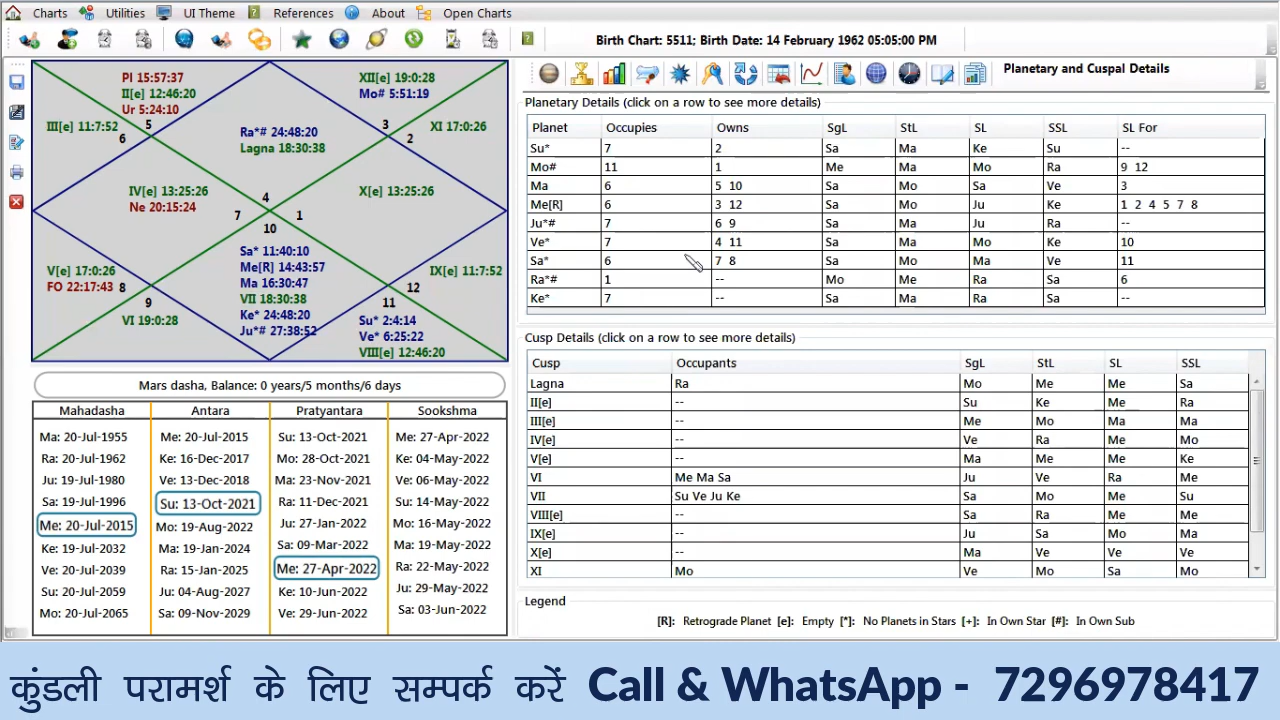 Charts Utilities UI Theme References About Open Charts
Birth Chart: 5511; Birth Date: 14 February 1962 05:05:00 PM
Pl 15:57:37
II[e] 12:46:20
Ur 5:24:10
XII[e] 19:0:28
Mo# 5:51:19
III[e] 11:7:52
5
6
Ra*# 24:48:20
Lagna 18:30:38
3
2
XI 17:0:26
IV[e] 13:25:26
Ne 20:15:24
X[e] 13:25:26
4
7
1
10
Sa* 11:40:10
Me[R] 14:43:57
Ma 16:30:47
VII 18:30:38
Ke* 24:48:20
Ju*# 27:38:52
V[e] 17:0:26
FO 22:17:43
8
9
VI 19:0:28
IX[e] 11:7:52
12
11
Su* 2:4:14
Ve* 6:25:22
VIII[e] 12:46:20
Mars dasha, Balance: 0 years/5 months/6 days
Mahadasha Antara Pratyantara Sookshma
Ma: 20-Jul-1955 Me: 20-Jul-2015 Su: 13-Oct-2021 Me: 27-Apr-2022
Ra: 20-Jul-1962 Ke: 16-Dec-2017 Mo: 28-Oct-2021 Ke: 04-May-2022
Ju: 19-Jul-1980 Ve: 13-Dec-2018 Ma: 23-Nov-2021 Ve: 06-May-2022
Sa: 19-Jul-1996 Su: 13-Oct-2021 Ra: 11-Dec-2021 Su: 14-May-2022
Me: 20-Jul-2015 Mo: 19-Aug-2022 Ju: 27-Jan-2022 Mo: 16-May-2022
Ke: 19-Jul-2032 Ma: 19-Jan-2024 Sa: 09-Mar-2022 Ma: 19-May-2022
Ve: 20-Jul-2039 Ra: 15-Jan-2025 Me: 27-Apr-2022 Ra: 22-May-2022
Su: 20-Jul-2059 Ju: 04-Aug-2027 Ke: 10-Jun-2022 Ju: 29-May-2022
Mo: 20-Jul-2065 Sa: 09-Nov-2029 Ve: 29-Jun-2022 Sa: 03-Jun-2022
Planetary and Cuspal Details
Planetary Details (click on a row to see more details)
Planet Occupies Owns SgL StL SL SSL SL For
Su* 7 2 Sa Ma Ke Su --
Mo# 11 1 Me Ma Mo Ra 9 12
Ma 6 5 10 Sa Mo Sa Ve 3
Me[R] 6 3 12 Sa Mo Ju Ke 1 2 4 5 7 8
Ju*# 7 6 9 Sa Ma Ju Ra --
Ve* 7 4 11 Sa Ma Mo Ke 10
Sa* 6 7 8 Sa Mo Ma Ve 11
Ra*# 1 -- Mo Me Ra Sa 6
Ke* 7 -- Sa Ma Ra Sa --
Cusp Details (click on a row to see more details)
Cusp Occupants SgL StL SL SSL
Lagna Ra Mo Me Me Sa
II[e] -- Su Ke Me Ra
III[e] -- Me Mo Ma Ma
IV[e] -- Ve Ra Me Mo
V[e] -- Ma Me Me Ke
VI Me Ma Sa Ju Ve Ra Me
VII Su Ve Ju Ke Sa Mo Me Su
VIII[e] -- Sa Ra Me Me
IX[e] -- Ju Sa Mo Ma
X[e] -- Ma Ve Ve Ve
XI Mo Ve Mo Sa Mo
Legend
[R]: Retrograde Planet [e]: Empty [*]: No Planets in Stars [+]: In Own Star [#]: In Own Sub
कुंडली परामर्श के लिए सम्पर्क करें Call & WhatsApp - 7296978417